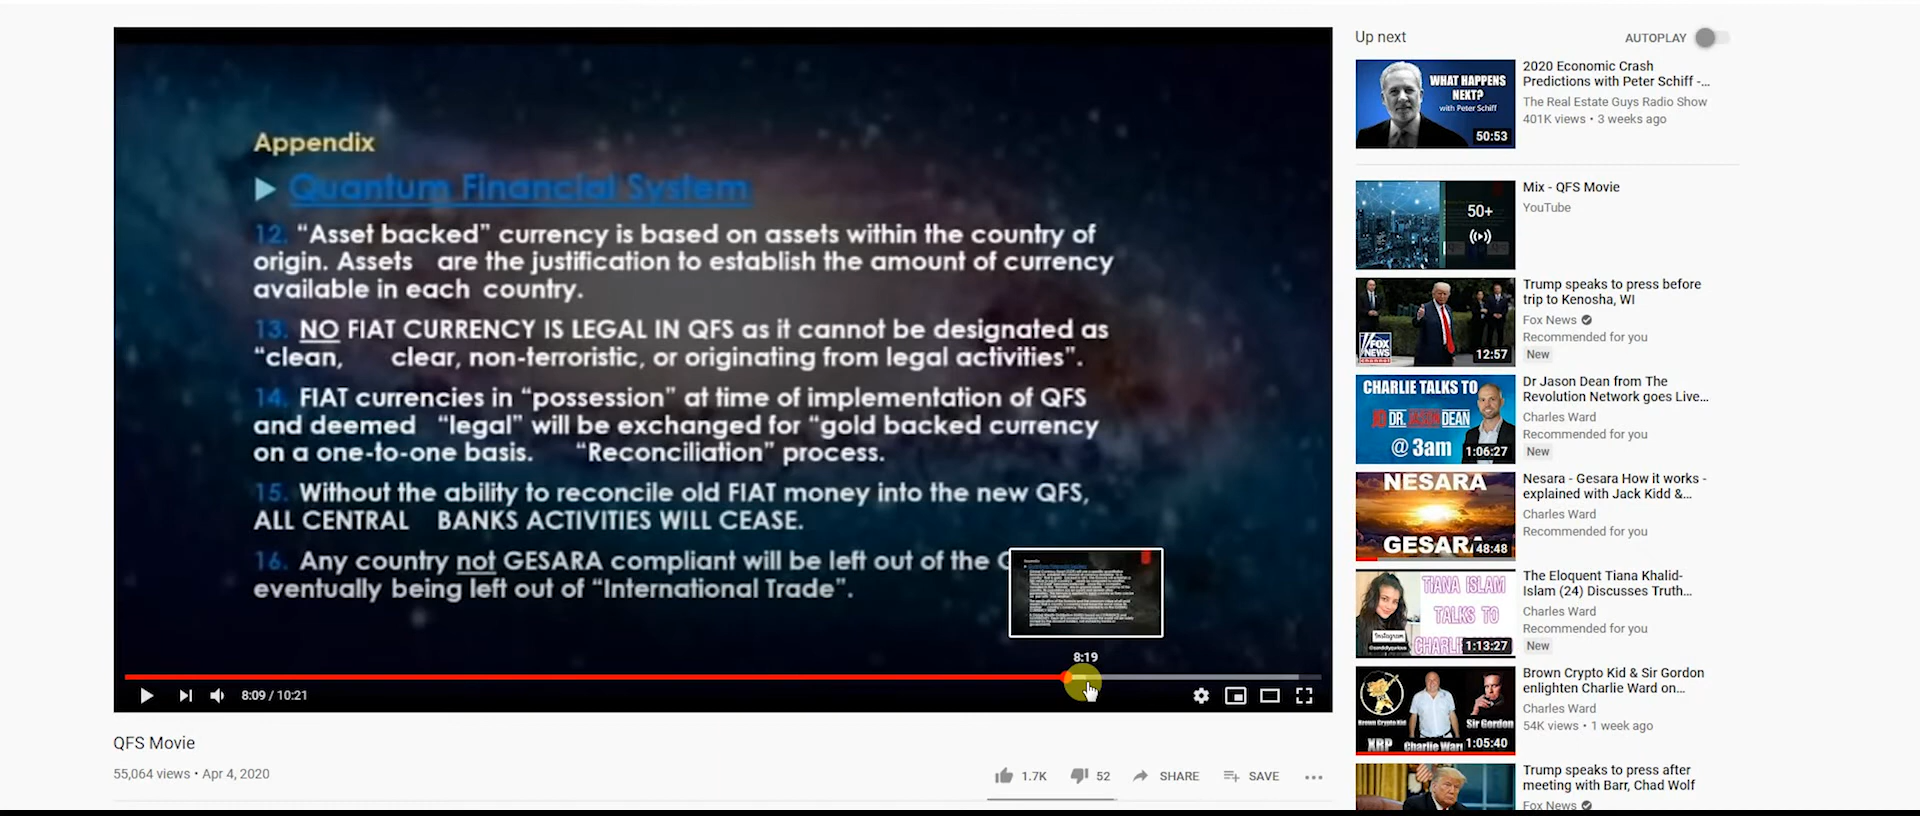 Appendix
Quantum Financial System
12. “Asset backed” currency is based on assets within the country of
origin. Assets are the justification to establish the amount of currency
available in each country.
13. NO FIAT CURRENCY IS LEGAL IN QFS as it cannot be designated as
“clean, clear, non-terroristic, or originating from legal activities”.
14. FIAT currencies in “possession” at time of implementation of QFS
and deemed “legal” will be exchanged for “gold backed currency
on a one-to-one basis. “Reconciliation” process.
15. Without the ability to reconcile old FIAT money into the new QFS,
ALL CENTRAL BANKS ACTIVITIES WILL CEASE.
16. Any country not GESARA compliant will be left out of the
eventually being left out of “International Trade”.
8:19
8:09 / 10:21
QFS Movie
55,064 views • Apr 4, 2020
1.7K
52
SHARE
SAVE
Up next
AUTOPLAY
WHAT HAPPENS
NEXT?
with Peter Schiff
50:53
2020 Economic Crash
Predictions with Peter Schiff -...
The Real Estate Guys Radio Show
401K views • 3 weeks ago
50+
Mix - QFS Movie
YouTube
FOX
NEWS
channel
12:57
Trump speaks to press before
trip to Kenosha, WI
Fox News
Recommended for you
New
CHARLIE TALKS TO
DR. JASON DEAN
@ 3am
1:06:27
Dr Jason Dean from The
Revolution Network goes Live...
Charles Ward
Recommended for you
New
NESARA
GESARA
48:48
Nesara - Gesara How it works -
explained with Jack Kidd &...
Charles Ward
Recommended for you
TIANA ISLAM
TALKS TO
CHARLI
Instagram
1:13:27
The Eloquent Tiana Khalid-
Islam (24) Discusses Truth...
Charles Ward
Recommended for you
New
Brown Crypto Kid
Sir Gordon
XRP
Charlie Ward
1:05:40
Brown Crypto Kid & Sir Gordon
enlighten Charlie Ward on...
Charles Ward
54K views • 1 week ago
Trump speaks to press after
meeting with Barr, Chad Wolf
Fox News